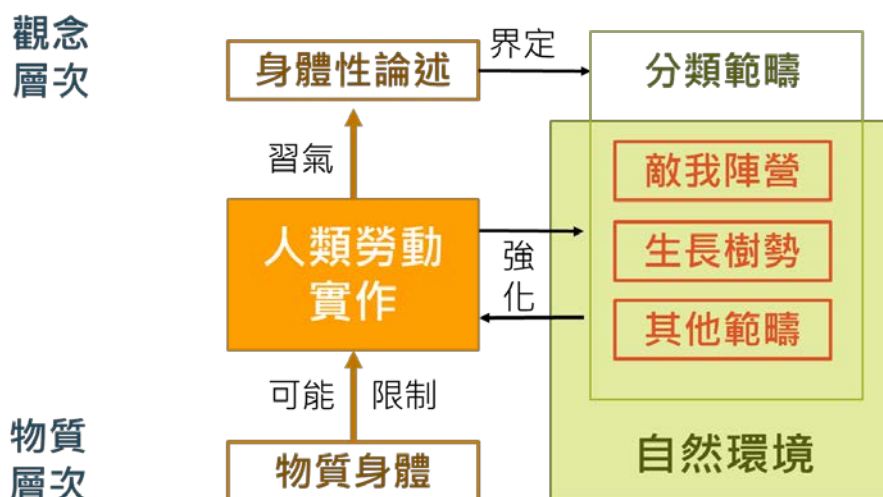 觀念
層次
身體性論述
界定
分類範疇
習氣
敵我陣營
人類勞動
實作
強
化
生長樹勢
其他範疇
可能
限制
物質
層次
物質身體
自然環境